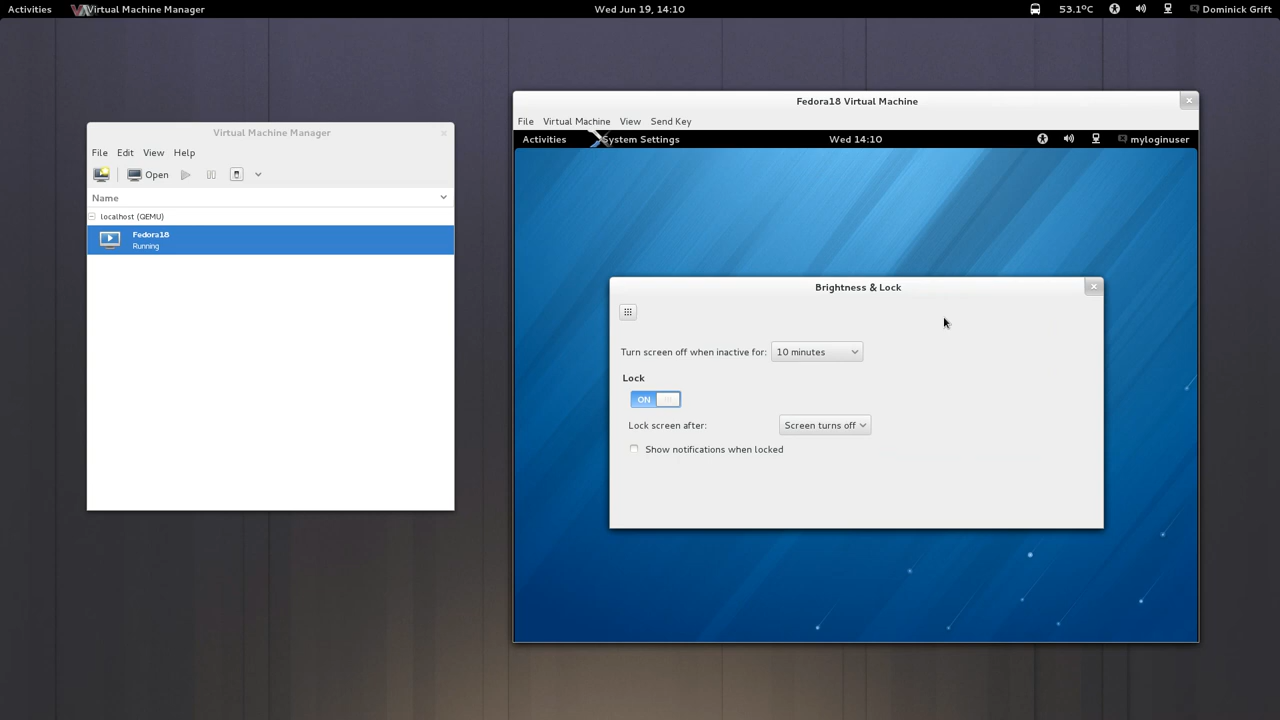 Activities Virtual Machine Manager Wed Jun 19, 14:10 53.1°C Dominick Grift
Virtual Machine Manager
File Edit View Help
Open
Name
localhost (QEMU)
Fedora18
Running
Fedora18 Virtual Machine
File Virtual Machine View Send Key
Activities System Settings Wed 14:10 myloginuser
Brightness & Lock
Turn screen off when inactive for: 10 minutes
Lock
ON
Lock screen after: Screen turns off
Show notifications when locked